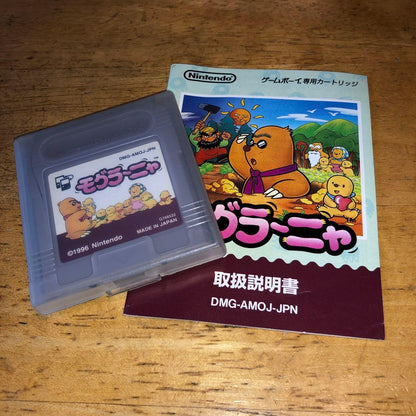 Nintendo
ゲームボーイ専用カートリッジ
グラ〜ニャ
取扱説明書
DMG-AMOJ-JPN
DMG-AMOJ-JPN
モグラ〜ニャ
©1996 Nintendo
MADE IN JAPAN